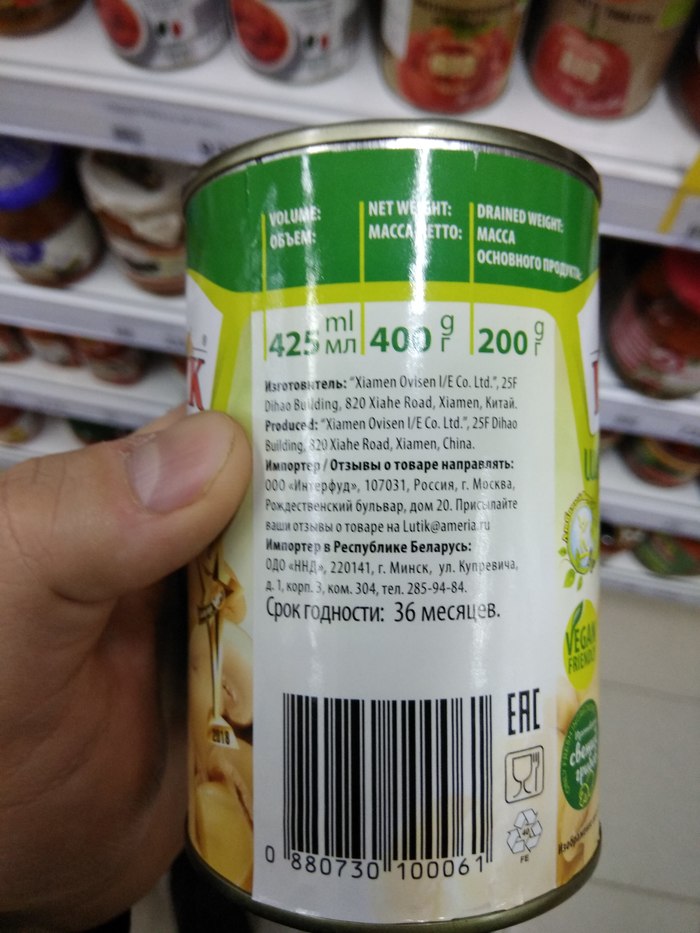 VOLUME:
ОБЪЕМ:
NET WEIGHT:
МАССА НЕТТО:
DRAINED WEIGHT:
МАССА
ОСНОВНОГО ПРОДУКТА:
425 ml мл
400 g г
200 g г
Изготовитель: "Xiamen Ovisen I/E Co. Ltd.", 25F
Dihao Building, 820 Xiahe Road, Xiamen, Китай.
Produced: "Xiamen Ovisen I/E Co. Ltd.", 25F Dihao
Building, 820 Xiahe Road, Xiamen, China.
Импортер / Отзывы о товаре направлять:
ООО «Интерфуд», 107031, Россия, г. Москва,
Рождественский бульвар, дом 20. Присылайте
ваши отзывы о товаре на Lutik@ameria.ru
Импортер в Республике Беларусь:
ОДО «ННД», 220141, г. Минск, ул. Купревича,
д. 1, корп. 3, ком. 304, тел. 285-94-84.
Срок годности: 36 месяцев.
VEGAN
FRIENDLY
EAC
2018
40
FE
0 880730 100061